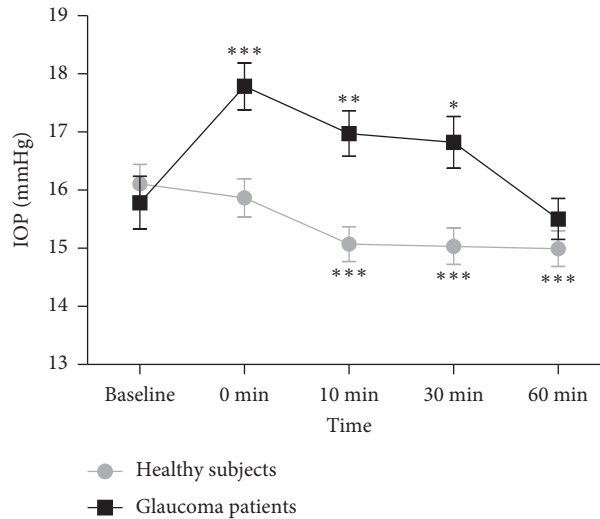 19
18
17
16
15
14
13
IOP (mmHg)
***
**
*
***
***
***
Baseline 0 min 10 min 30 min 60 min
Time
Healthy subjects
Glaucoma patients